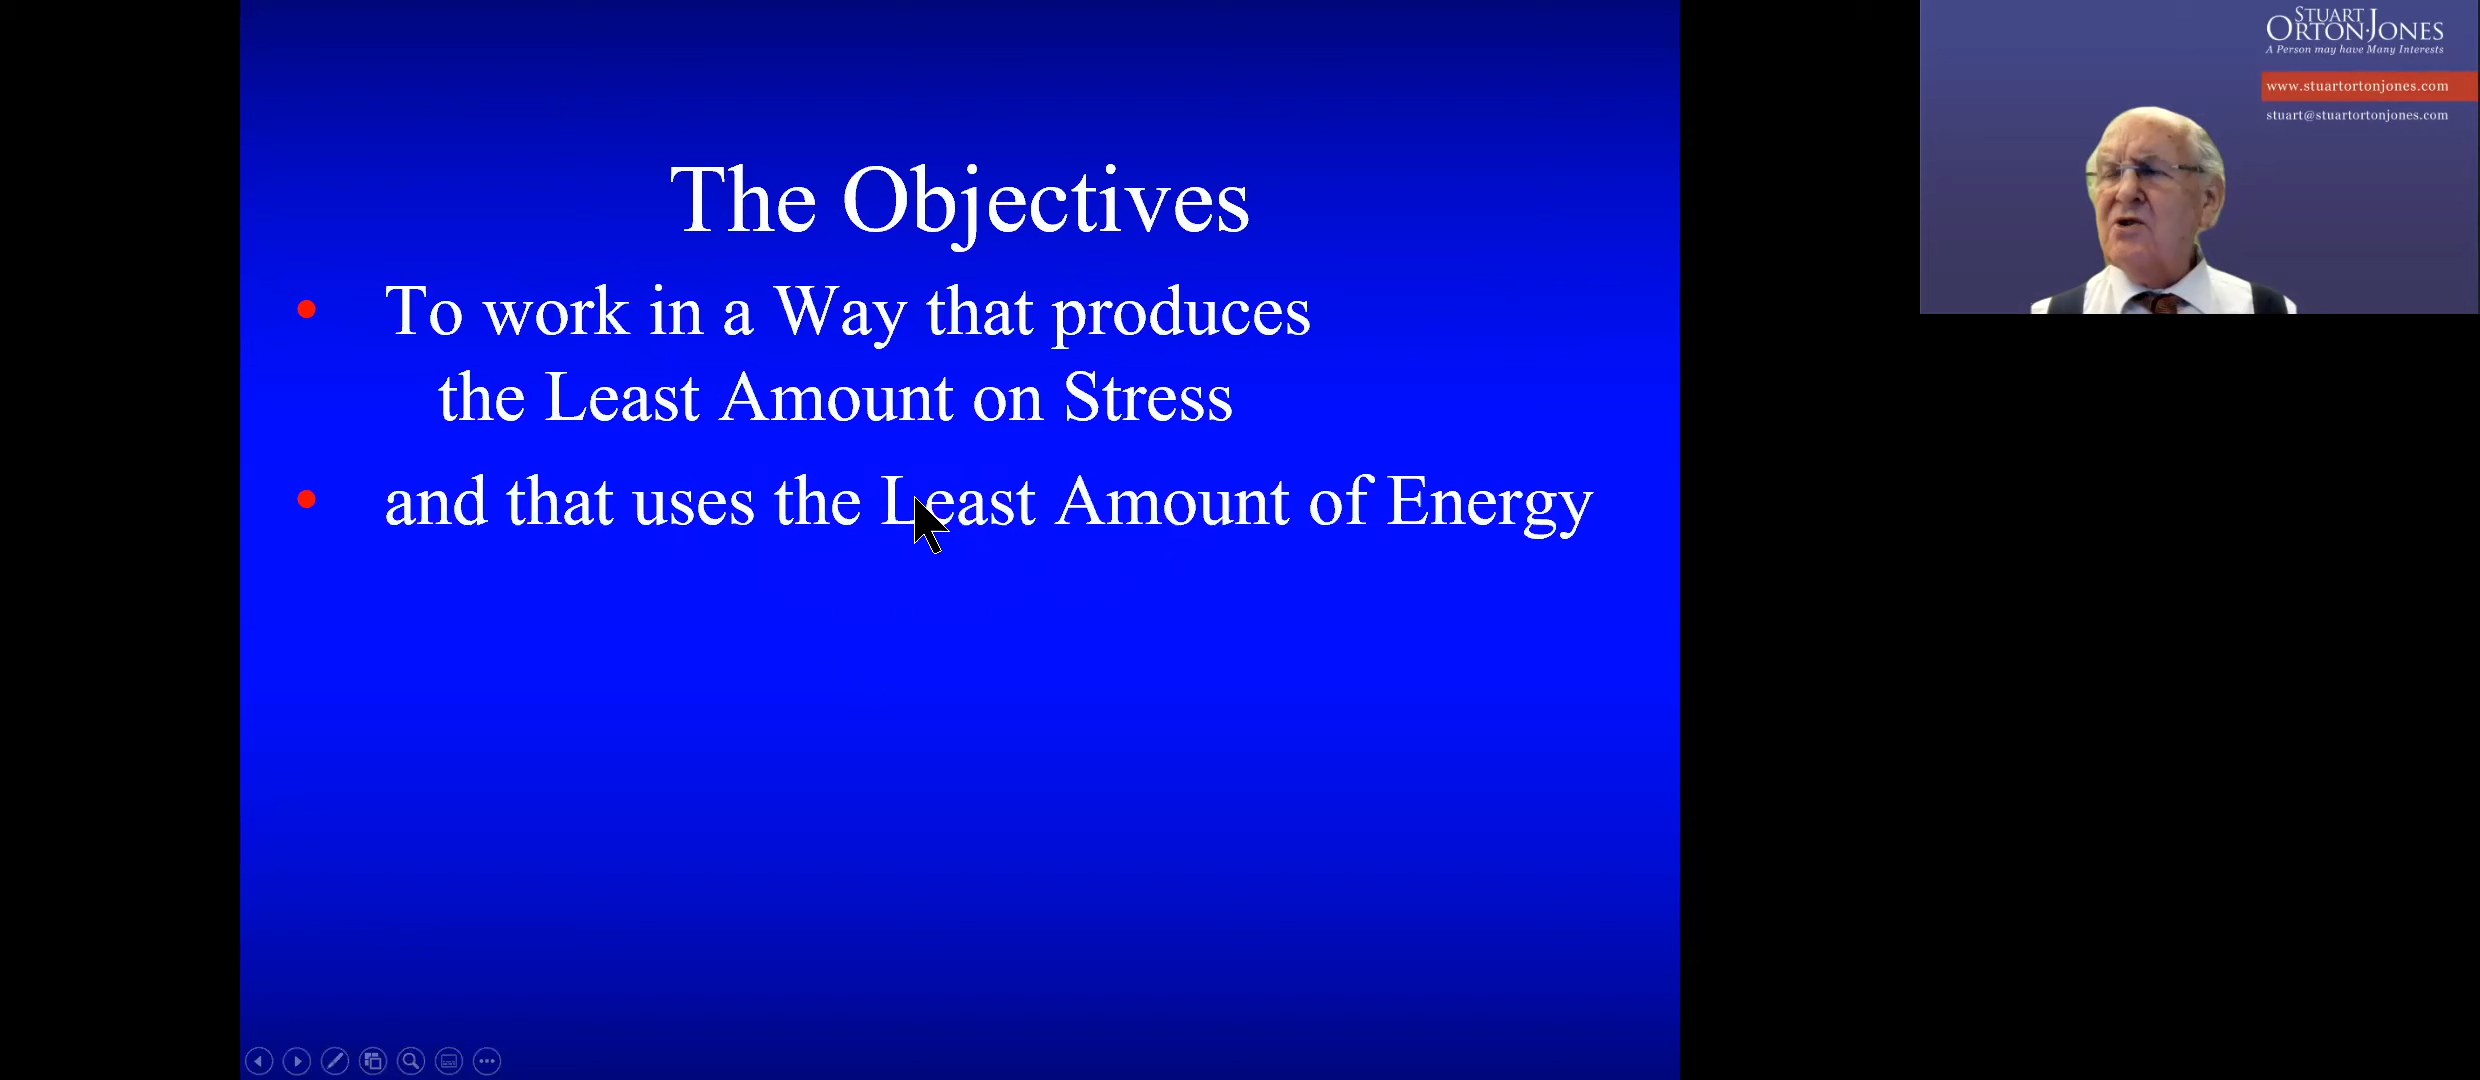 The Objectives
• To work in a Way that produces
the Least Amount on Stress
• and that uses the Least Amount of Energy
STUART
ORTON-JONES
A Person may have Many Interests
www.stuartortonjones.com
stuart@stuartortonjones.com